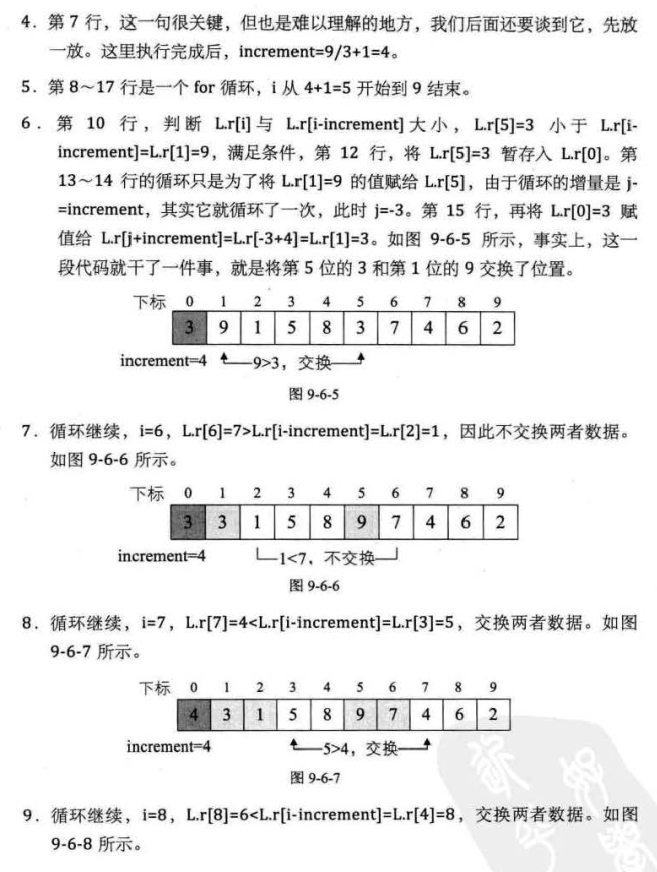 4．第 7 行，这一句很关键，但也是难以理解的地方，我们后面还要谈到它，先放
一放。这里执行完成后，increment=9/3+1=4。
5．第 8～17 行是一个 for 循环，i 从 4+1=5 开始到 9 结束。
6．第 10 行，判断 L.r[i]与 L.r[i-increment]大小，L.r[5]=3 小于 L.r[i-
increment]=L.r[1]=9，满足条件，第 12 行，将 L.r[5]=3 暂存入 L.r[0]。第
13～14 行的循环只是为了将 L.r[1]=9 的值赋给 L.r[5]，由于循环的增量是 j-
=increment，其实它就循环了一次，此时 j=-3。第 15 行，再将 L.r[0]=3 赋
值给 L.r[j+increment]=L.r[-3+4]=L.r[1]=3。如图 9-6-5 所示，事实上，这一
段代码就干了一件事，就是将第 5 位的 3 和第 1 位的 9 交换了位置。
下标 0 1 2 3 4 5 6 7 8 9
3 9 1 5 8 3 7 4 6 2
increment=4 9>3，交换
图 9-6-5
7．循环继续，i=6，L.r[6]=7>L.r[i-increment]=L.r[2]=1，因此不交换两者数据。
如图 9-6-6 所示。
下标 0 1 2 3 4 5 6 7 8 9
3 3 1 5 8 9 7 4 6 2
increment=4 1<7，不交换
图 9-6-6
8．循环继续，i=7，L.r[7]=4<L.r[i-increment]=L.r[3]=5，交换两者数据。如图
9-6-7 所示。
下标 0 1 2 3 4 5 6 7 8 9
4 3 1 5 8 9 7 4 6 2
increment=4 5>4，交换
图 9-6-7
9．循环继续，i=8，L.r[8]=6<L.r[i-increment]=L.r[4]=8，交换两者数据。如图
9-6-8 所示。